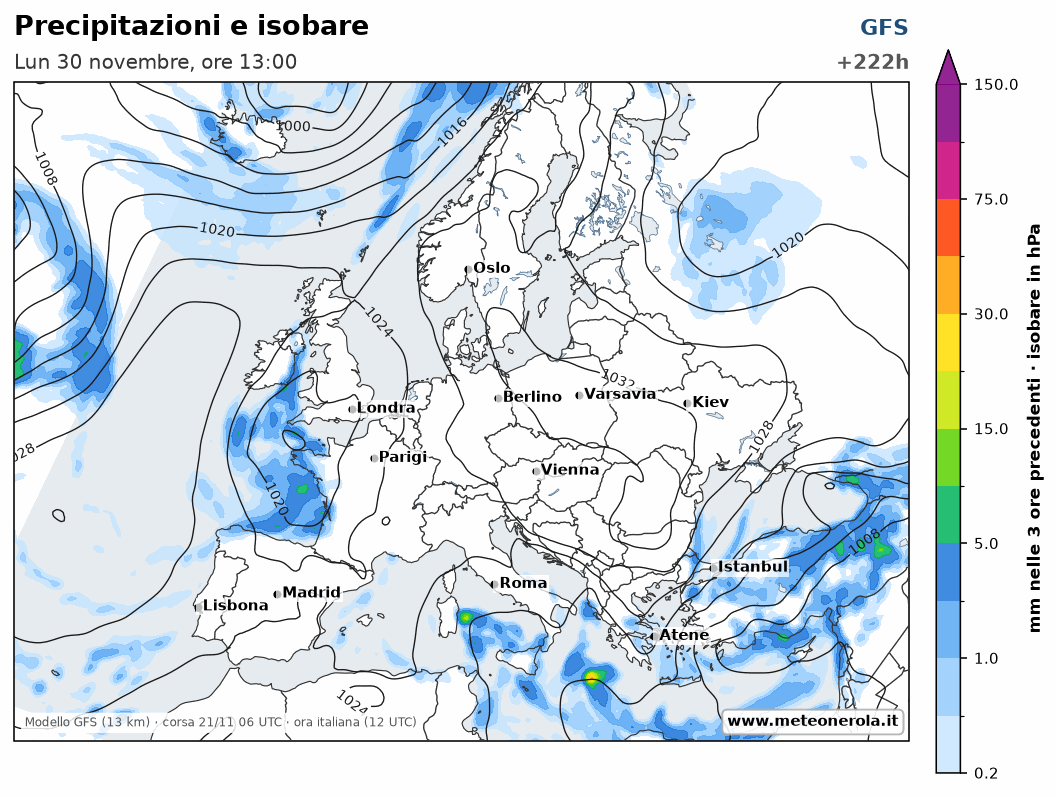 Precipitazioni e isobare
GFS
Lun 30 novembre, ore 13:00
+222h
150.0
75.0
30.0
15.0
5.0
1.0
0.2
mm nelle 3 ore precedenti · isobare in hPa
1000
1016
1008
1020
1020
Oslo
1024
1032
Berlino
Varsavia
Kiev
Londra
1028
028
Parigi
Vienna
1020
1008
Istanbul
Roma
Madrid
Lisbona
Atene
1024
Modello GFS (13 km) · corsa 21/11 06 UTC · ora italiana (12 UTC)
www.meteonerola.it